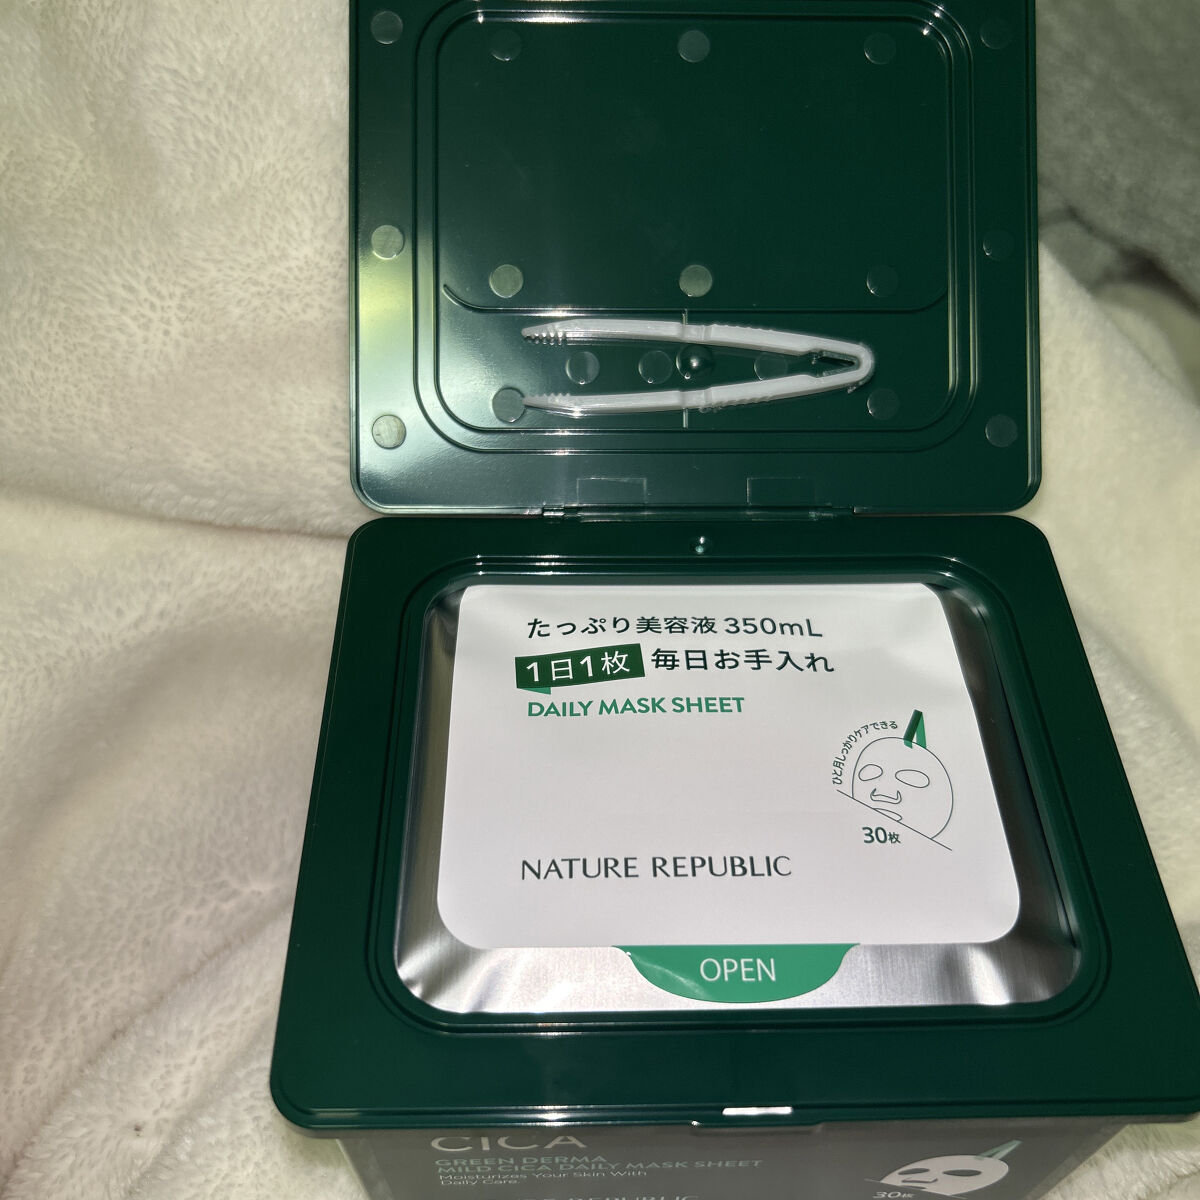 たっぷり美容液 350mL
1日1枚 毎日お手入れ
DAILY MASK SHEET
ひと月しっかりケアできる
30枚
NATURE REPUBLIC
OPEN
CICA
GREEN DERMA
MILD CICA DAILY MASK SHEET
Moisturizes Your Skin With
Daily Care.
30枚
REPUBLIC